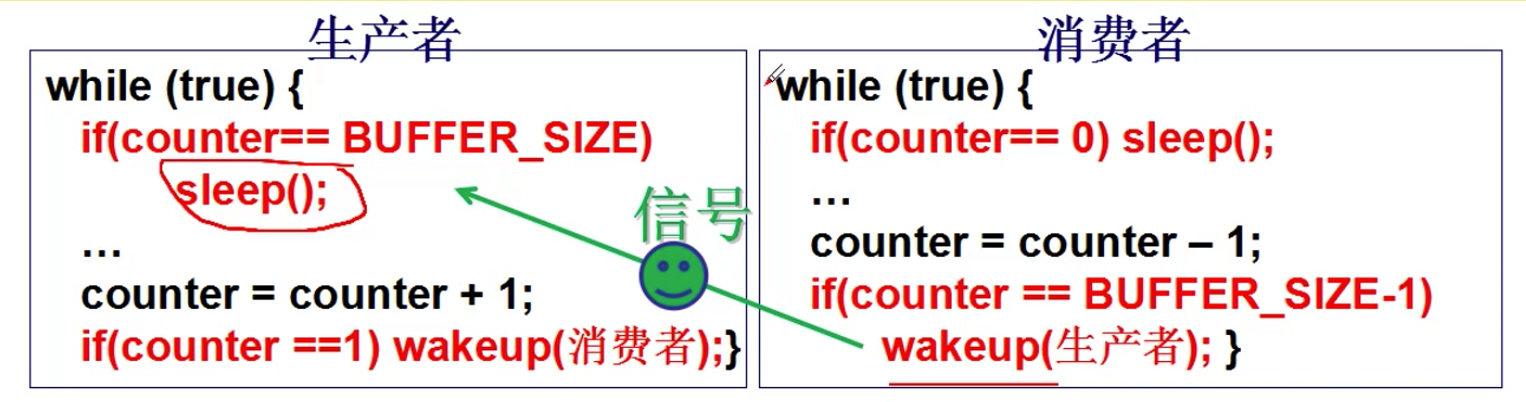 生产者
while (true) {
if(counter== BUFFER_SIZE)
sleep();
…
counter = counter + 1;
if(counter ==1) wakeup(消费者);}
信号
消费者
while (true) {
if(counter== 0) sleep();
…
counter = counter – 1;
if(counter == BUFFER_SIZE-1)
wakeup(生产者); }